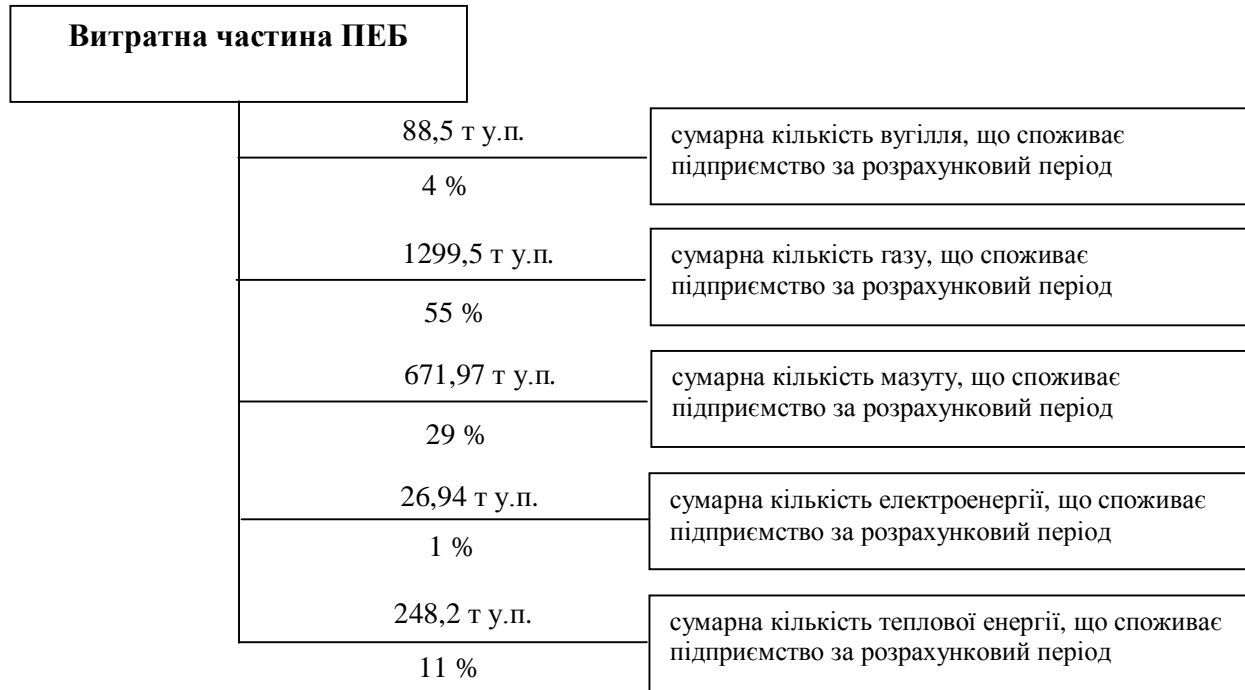 Витратна частина ПЕБ
88,5 т у.п.
4 %
сумарна кількість вугілля, що споживає
підприємство за розрахунковий період
1299,5 т у.п.
55 %
сумарна кількість газу, що споживає
підприємство за розрахунковий період
671,97 т у.п.
29 %
сумарна кількість мазуту, що споживає
підприємство за розрахунковий період
26,94 т у.п.
1 %
сумарна кількість електроенергії, що споживає
підприємство за розрахунковий період
248,2 т у.п.
11 %
сумарна кількість теплової енергії, що споживає
підприємство за розрахунковий період